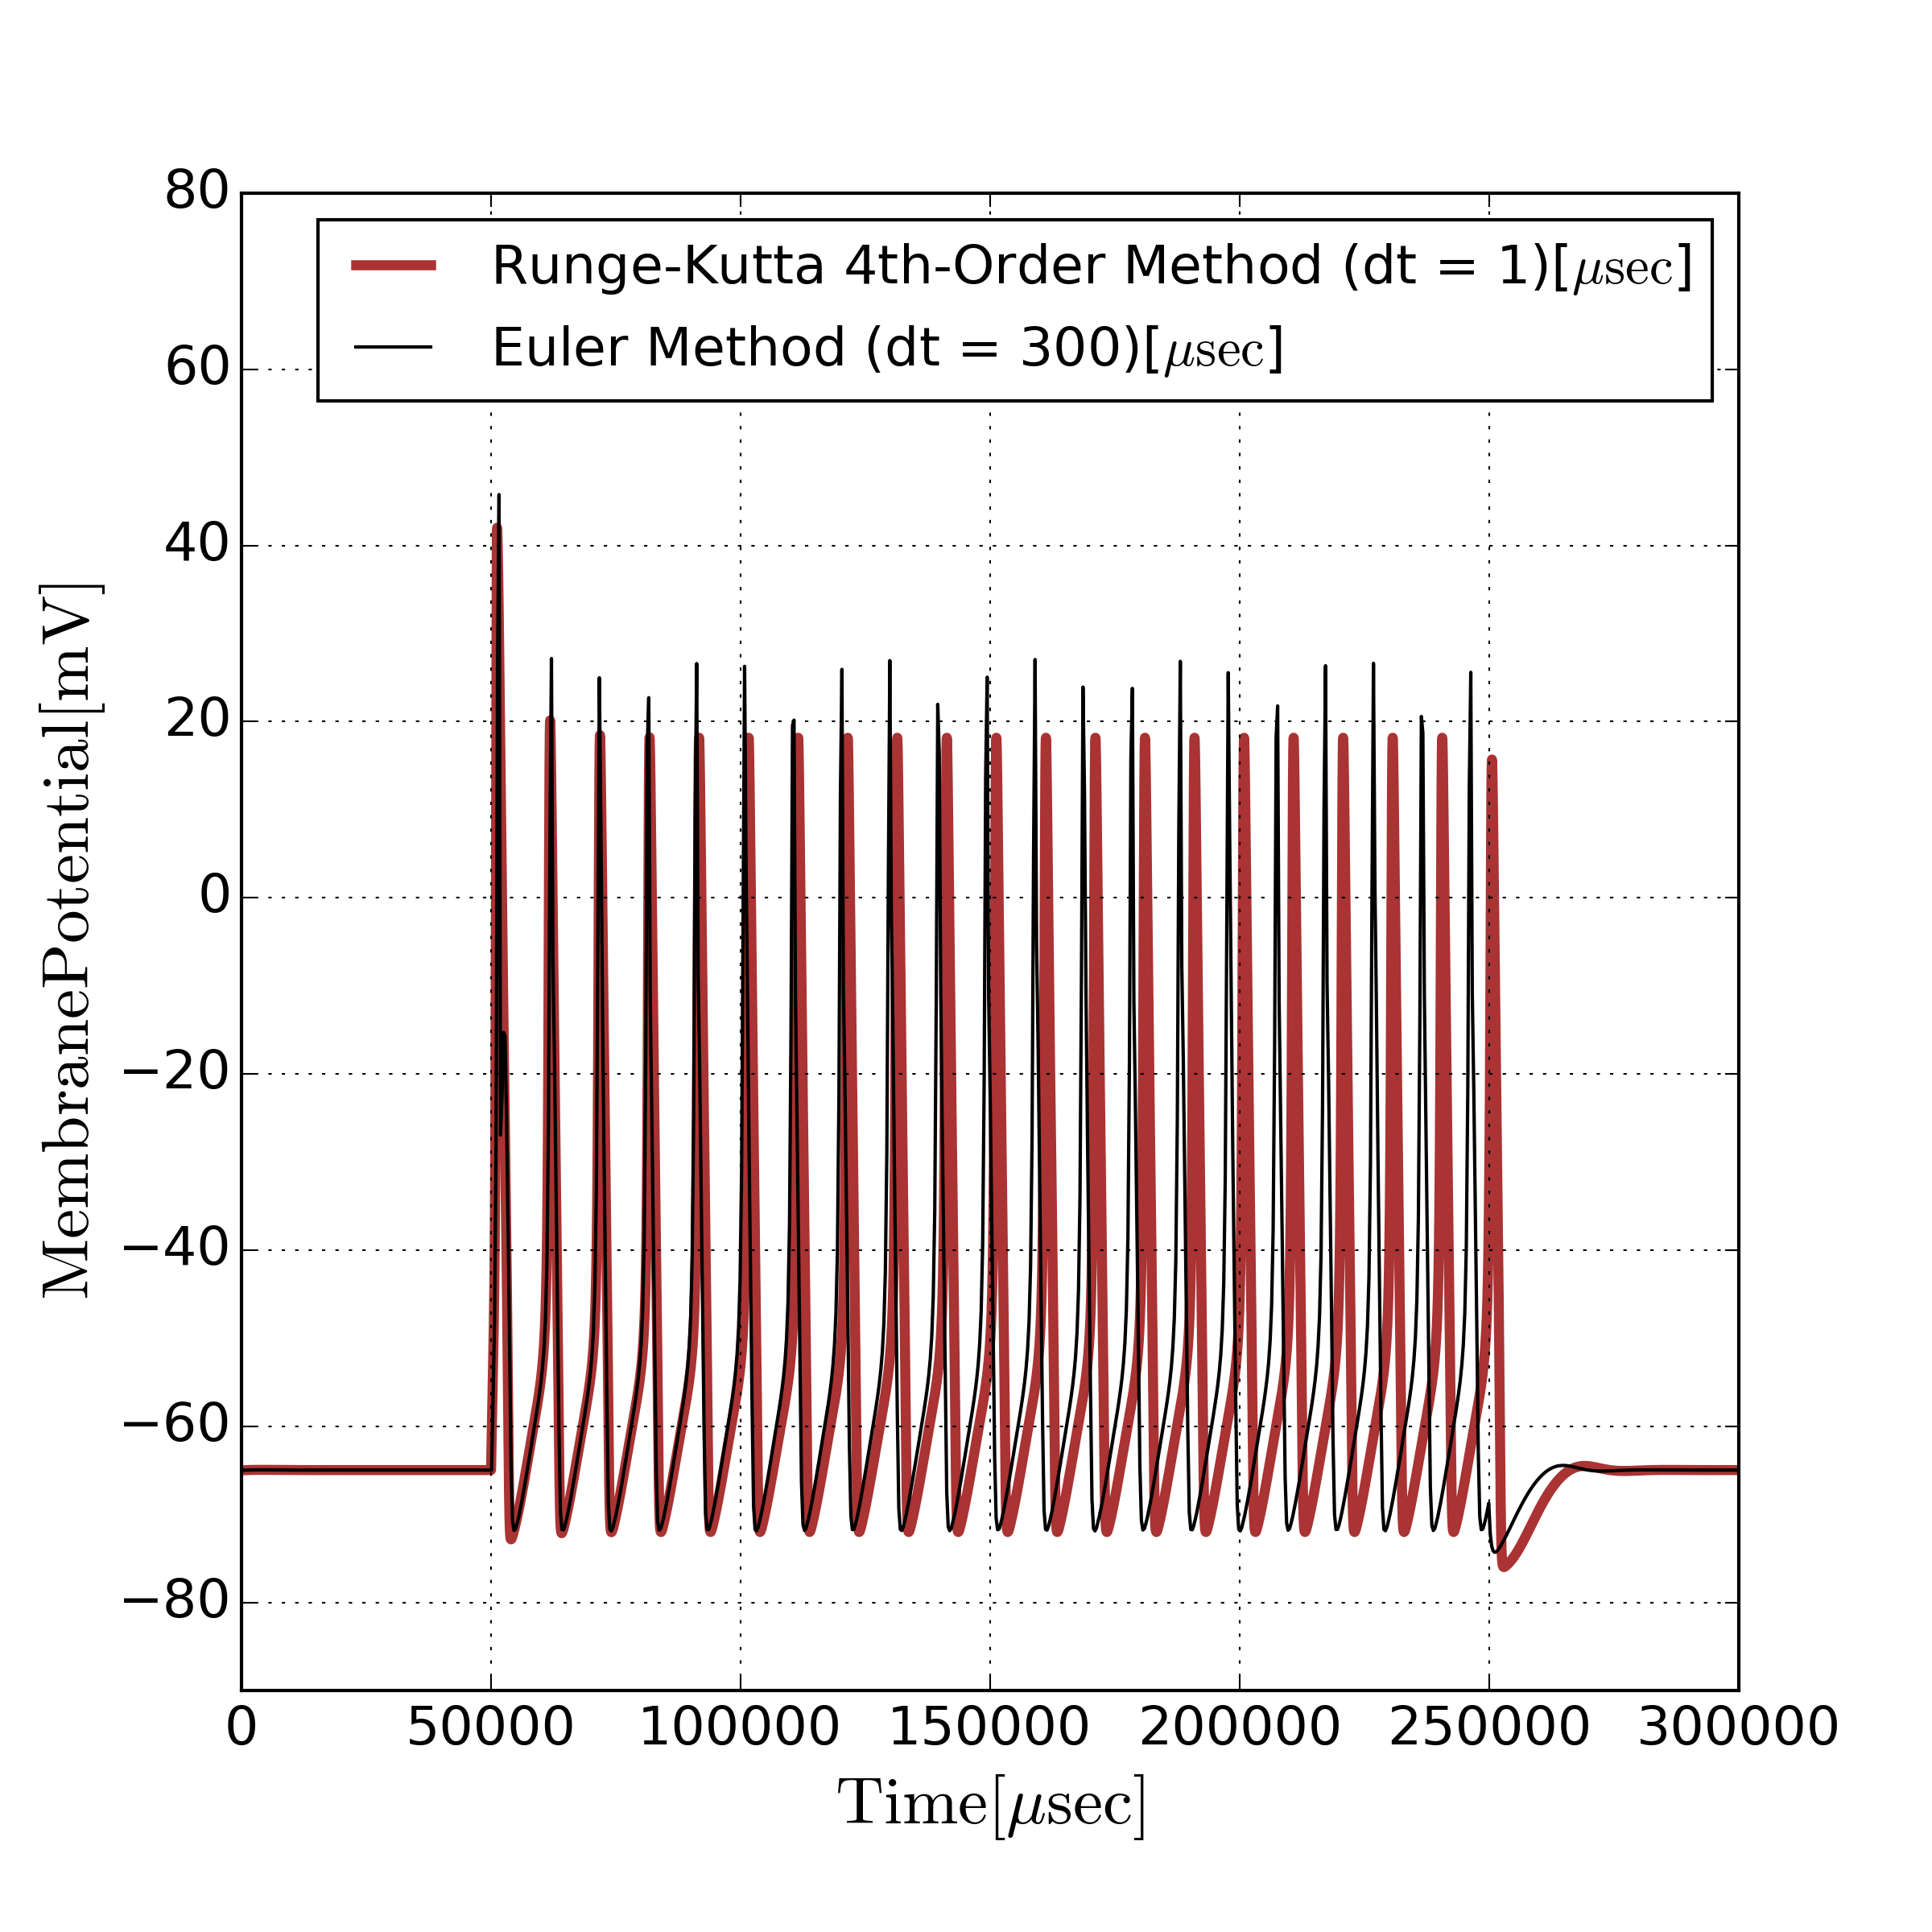 80
60
40
20
0
−20
−40
−60
−80
MembranePotential[mV]
Runge-Kutta 4th-Order Method (dt = 1)[μsec]
Euler Method (dt = 300)[μsec]
0 50000 100000 150000 200000 250000 300000
Time[μsec]